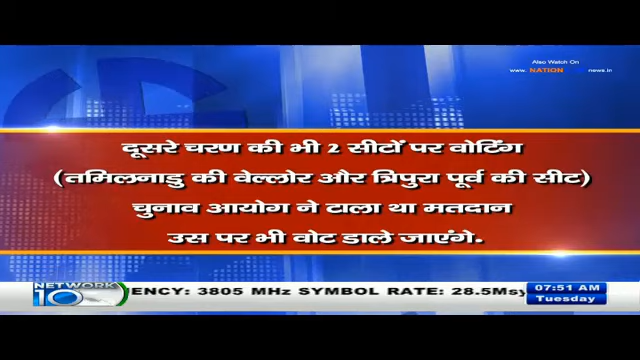 Also Watch On
www. NATION news.in
दूसरे चरण की भी 2 सीटों पर वोटिंग
(तमिलनाडु की वेल्लोर और त्रिपुरा पूर्व की सीट)
चुनाव आयोग ने टाला था मतदान
उस पर भी वोट डाले जाएंगे.
NETWORK
10
ENCY: 3805 MHz SYMBOL RATE: 28.5Msy
07:51 AM
Tuesday